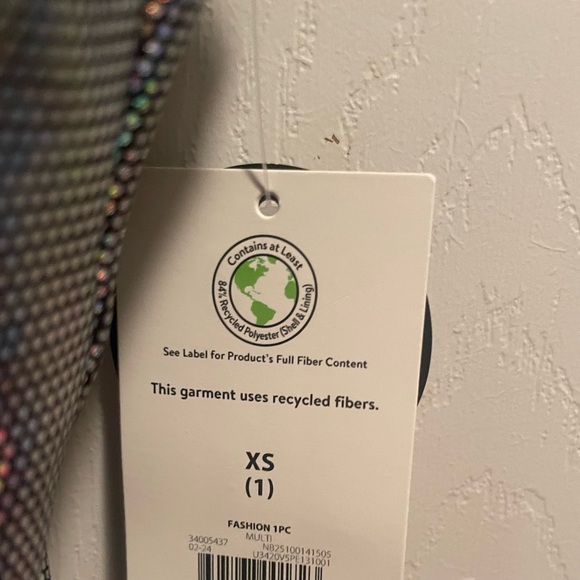 Contains at Least
84% Recycled Polyester (Shell & Lining)
See Label for Product's Full Fiber Content
This garment uses recycled fibers.
XS
(1)
FASHION 1PC
MULTI
34005437 NB25100141505
02-24 U3420V5PE131001